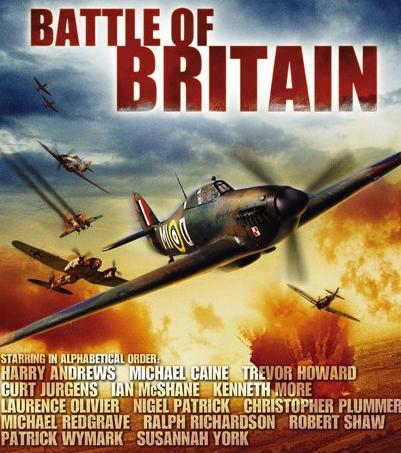 BATTLE OF
BRITAIN
STARRING IN ALPHABETICAL ORDER:
HARRY ANDREWS MICHAEL CAINE TREVOR HOWARD
CURT JURGENS IAN McSHANE KENNETH MORE
LAURENCE OLIVIER NIGEL PATRICK CHRISTOPHER PLUMMER
MICHAEL REDGRAVE RALPH RICHARDSON ROBERT SHAW
PATRICK WYMARK SUSANNAH YORK